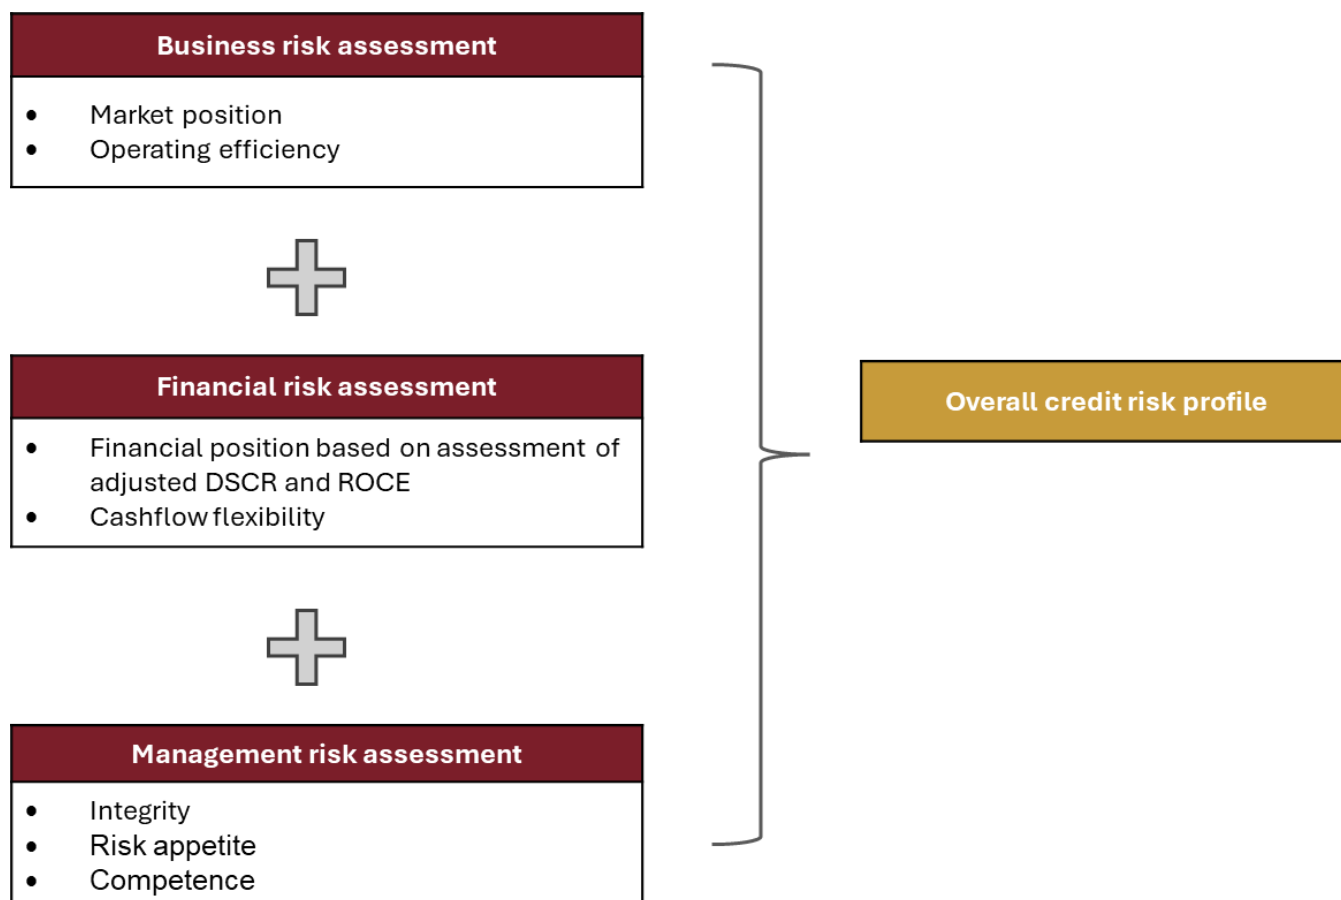 Business risk assessment
• Market position
• Operating efficiency
Financial risk assessment
• Financial position based on assessment of
adjusted DSCR and ROCE
• Cashflow flexibility
Overall credit risk profile
Management risk assessment
• Integrity
• Risk appetite
• Competence